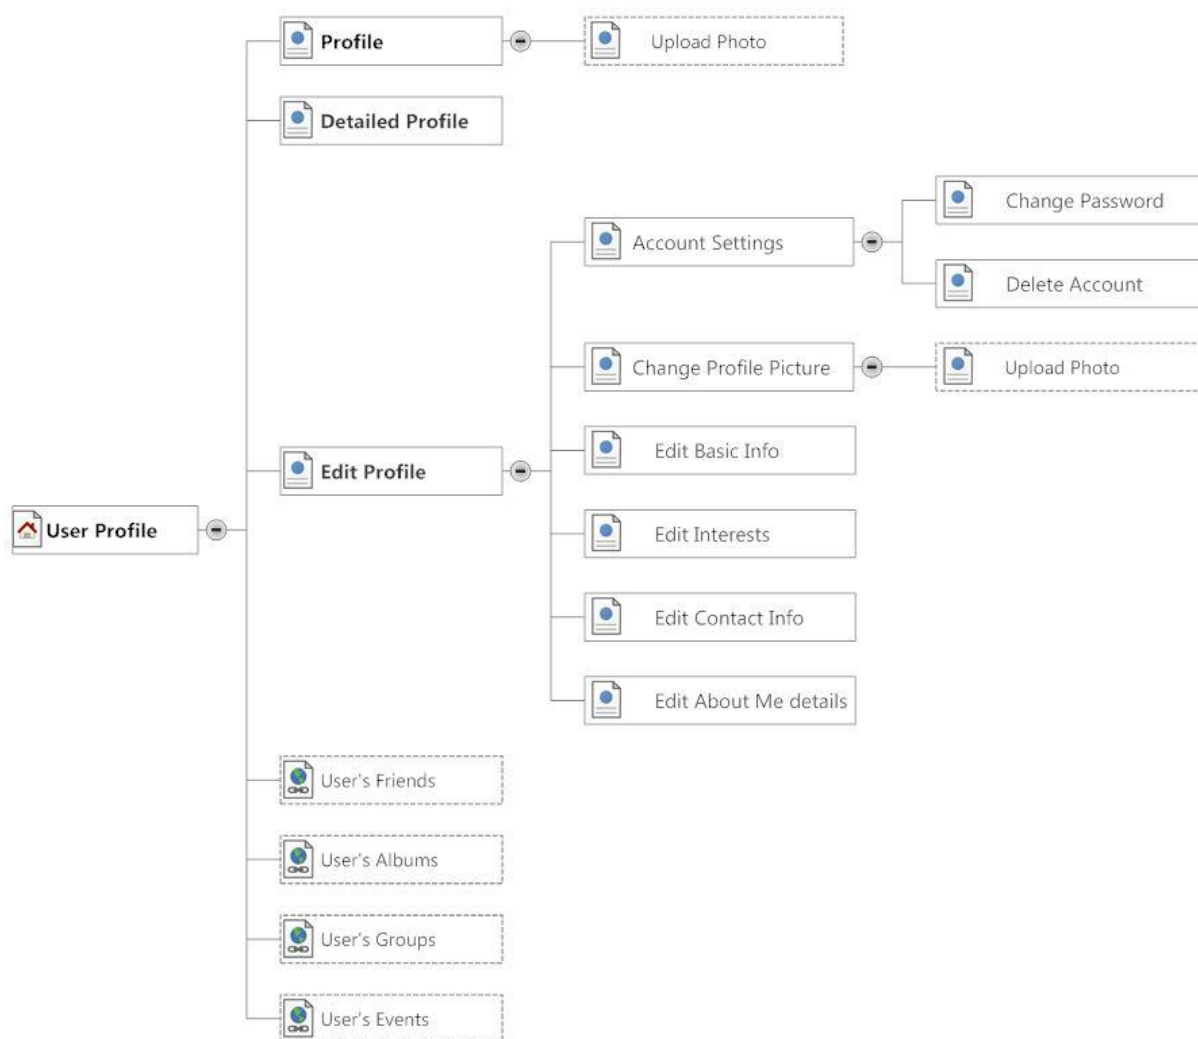 Profile
Upload Photo
Detailed Profile
Change Password
Account Settings
Delete Account
Change Profile Picture
Upload Photo
Edit Basic Info
Edit Profile
User Profile
Edit Interests
Edit Contact Info
Edit About Me details
User's Friends
User's Albums
User's Groups
User's Events